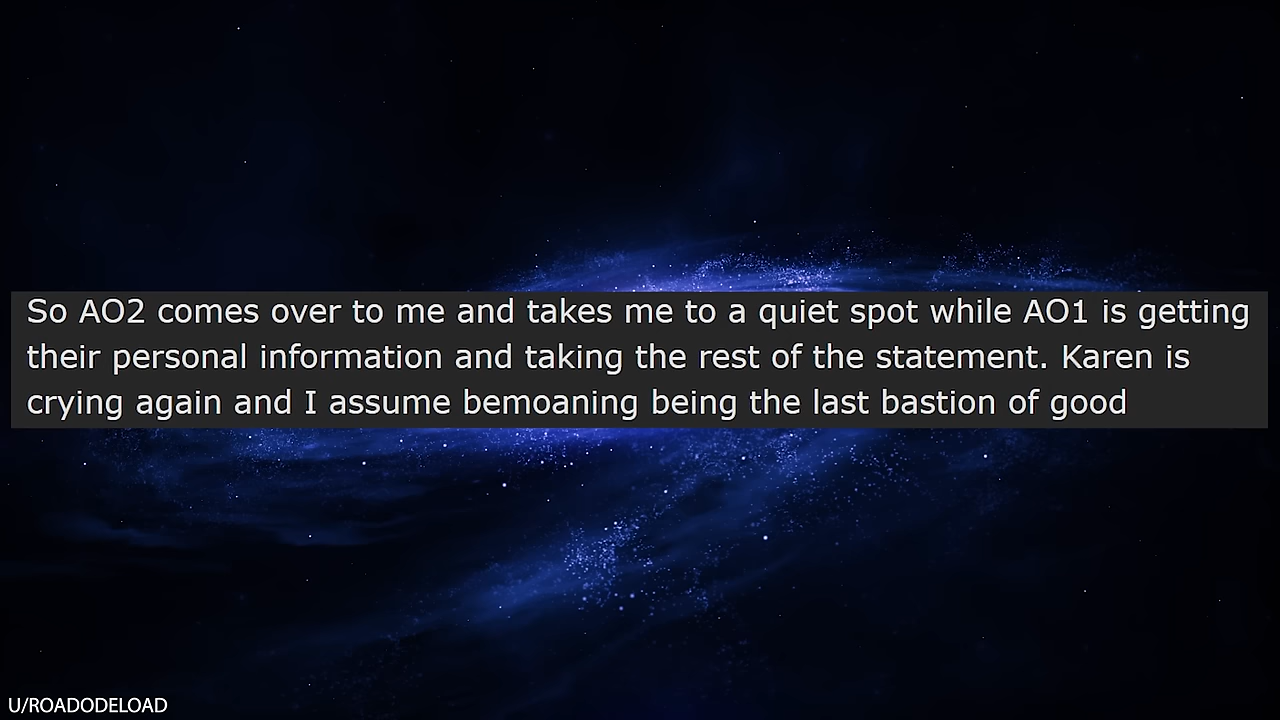 So AO2 comes over to me and takes me to a quiet spot while AO1 is getting
their personal information and taking the rest of the statement. Karen is
crying again and I assume bemoaning being the last bastion of good
U/ROADODELOAD